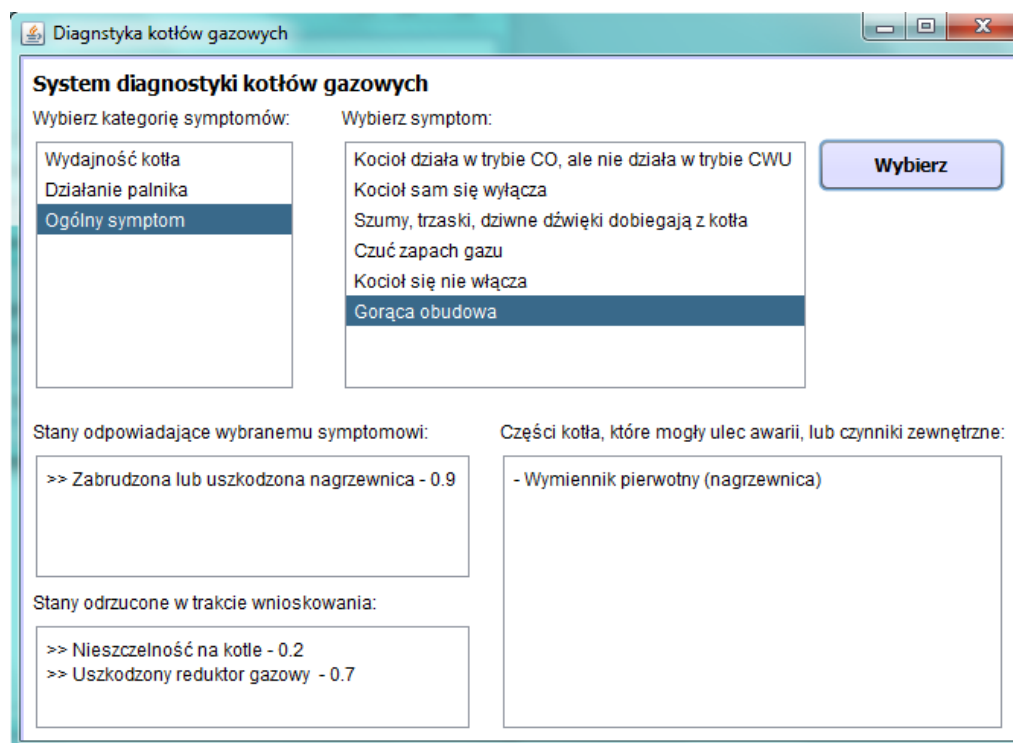 Diagnstyka kotłów gazowych
System diagnostyki kotłów gazowych
Wybierz kategorię symptomów:
Wydajność kotła
Działanie palnika
Ogólny symptom
Wybierz symptom:
Kocioł działa w trybie CO, ale nie działa w trybie CWU
Kocioł sam się wyłącza
Szumy, trzaski, dziwne dźwięki dobiegają z kotła
Czuć zapach gazu
Kocioł się nie włącza
Gorąca obudowa
Wybierz
Stany odpowiadające wybranemu symptomowi:
>> Zabrudzona lub uszkodzona nagrzewnica - 0.9
Części kotła, które mogły ulec awarii, lub czynniki zewnętrzne:
- Wymiennik pierwotny (nagrzewnica)
Stany odrzucone w trakcie wnioskowania:
>> Nieszczelność na kotle - 0.2
>> Uszkodzony reduktor gazowy  - 0.7